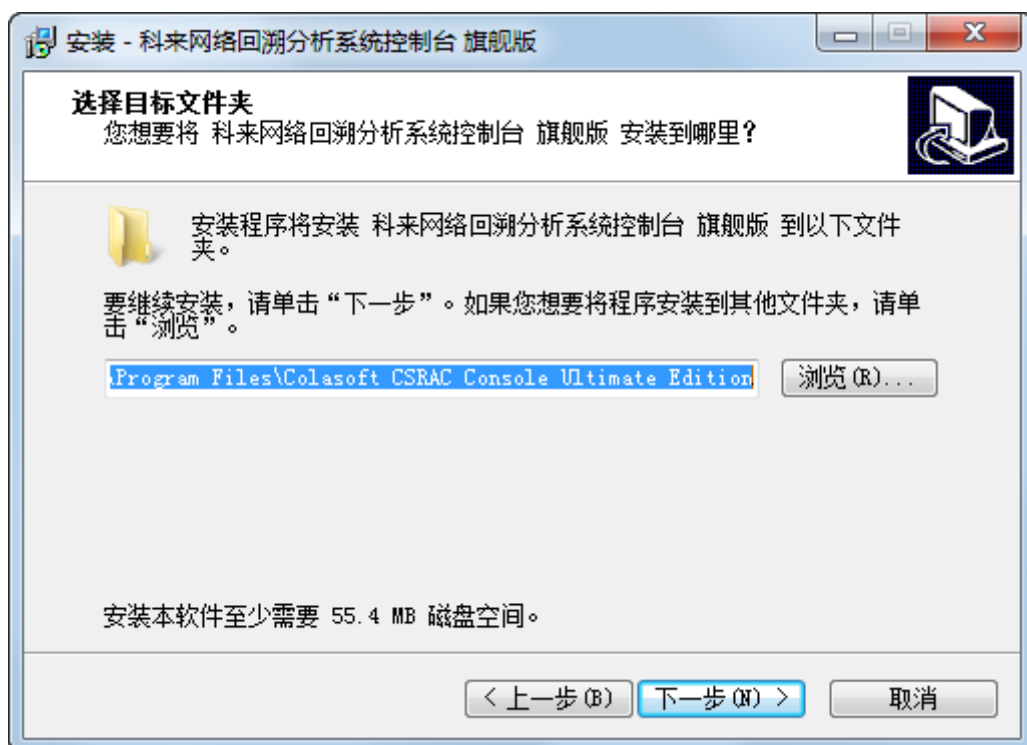 安装 - 科来网络回溯分析系统控制台 旗舰版
选择目标文件夹
您想要将 科来网络回溯分析系统控制台 旗舰版 安装到哪里？
安装程序将安装 科来网络回溯分析系统控制台 旗舰版 到以下文件
夹。
要继续安装，请单击“下一步”。如果您想要将程序安装到其他文件夹，请单
击“浏览”。
\Program Files\Colasoft CSRAC Console Ultimate Edition
浏览(R)...
安装本软件至少需要 55.4 MB 磁盘空间。
< 上一步(B)
下一步(N) >
取消